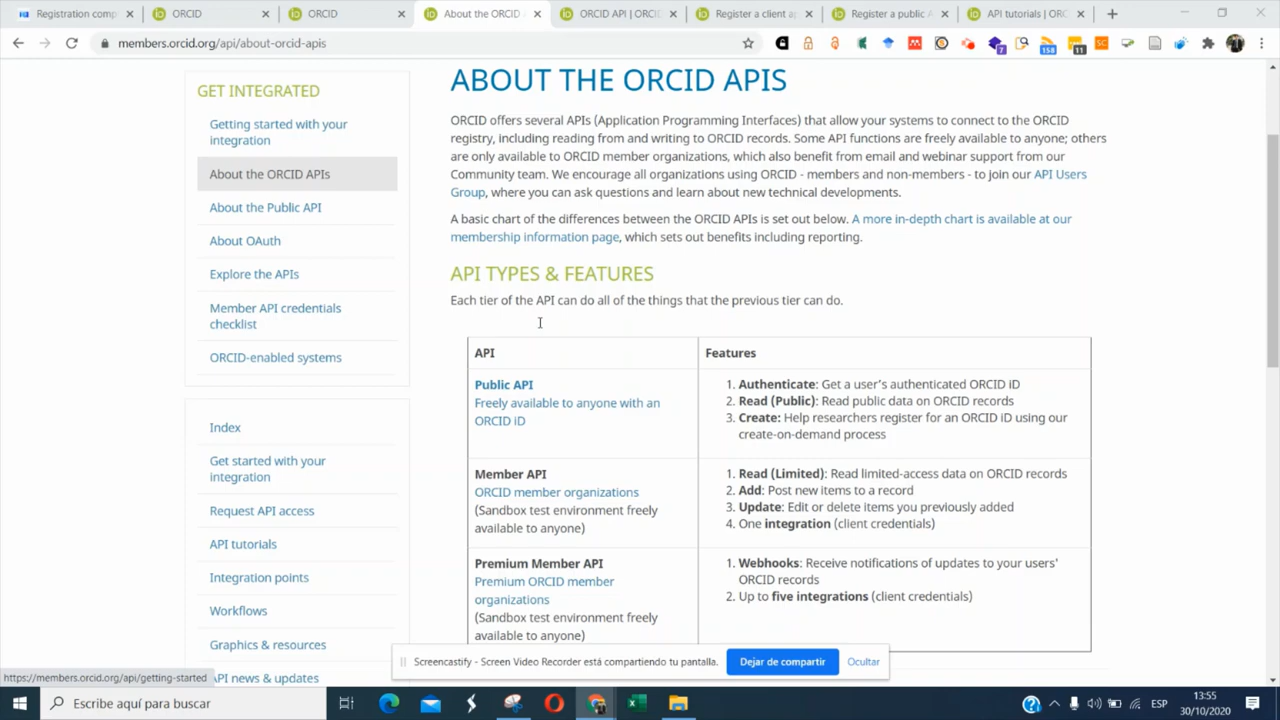 Registration comp
ORCID
ORCID
About the ORCID
ORCID API | ORCID
Register a client a
Register a public A
API tutorials | ORC
members.orcid.org/api/about-orcid-apis
7
158
11
GET INTEGRATED
Getting started with your
integration
About the ORCID APIs
About the Public API
About OAuth
Explore the APIs
Member API credentials
checklist
ORCID-enabled systems
Index
Get started with your
integration
Request API access
API tutorials
Integration points
Workflows
Graphics & resources
API news & updates
ABOUT THE ORCID APIS
ORCID offers several APIs (Application Programming Interfaces) that allow your systems to connect to the ORCID
registry, including reading from and writing to ORCID records. Some API functions are freely available to anyone; others
are only available to ORCID member organizations, which also benefit from email and webinar support from our
Community team. We encourage all organizations using ORCID - members and non-members - to join our API Users
Group, where you can ask questions and learn about new technical developments.
A basic chart of the differences between the ORCID APIs is set out below. A more in-depth chart is available at our
membership information page, which sets out benefits including reporting.
API TYPES & FEATURES
Each tier of the API can do all of the things that the previous tier can do.
API
Features
Public API
Freely available to anyone with an
ORCID iD
1. Authenticate: Get a user's authenticated ORCID iD
2. Read (Public): Read public data on ORCID records
3. Create: Help researchers register for an ORCID iD using our
create-on-demand process
Member API
ORCID member organizations
(Sandbox test environment freely
available to anyone)
1. Read (Limited): Read limited-access data on ORCID records
2. Add: Post new items to a record
3. Update: Edit or delete items you previously added
4. One integration (client credentials)
Premium Member API
Premium ORCID member
organizations
(Sandbox test environment freely
available to anyone)
1. Webhooks: Receive notifications of updates to your users'
ORCID records
2. Up to five integrations (client credentials)
Screencastify - Screen Video Recorder está compartiendo tu pantalla.
Dejar de compartir
Ocultar
https://members.orcid.org/api/getting-started
Escribe aquí para buscar
ESP
13:55
30/10/2020